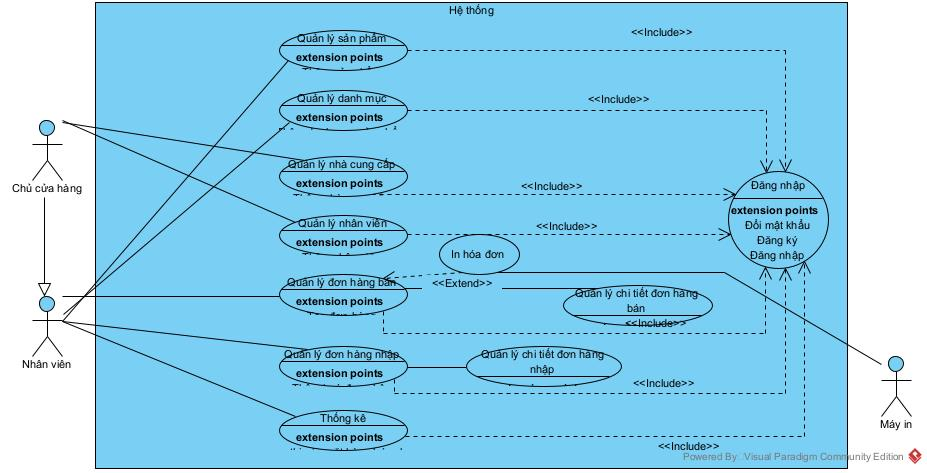 Hệ thống
Quản lý sản phẩm
extension points
<<Include>>
Quản lý danh mục
extension points
<<Include>>
Chủ cửa hàng
Quản lý nhà cung cấp
extension points
<<Include>>
Đăng nhập
extension points
Đổi mật khẩu
Đăng ký
Đăng nhập
Quản lý nhân viên
extension points
<<Include>>
In hóa đơn
Quản lý đơn hàng bán
extension points
<<Extend>>
Quản lý chi tiết đơn hàng
bán
<<Include>>
Nhân viên
Quản lý đơn hàng nhập
extension points
Quản lý chi tiết đơn hàng
nhập
<<Include>>
Máy in
Thống kê
extension points
<<Include>>
Powered By: Visual Paradigm Community Edition